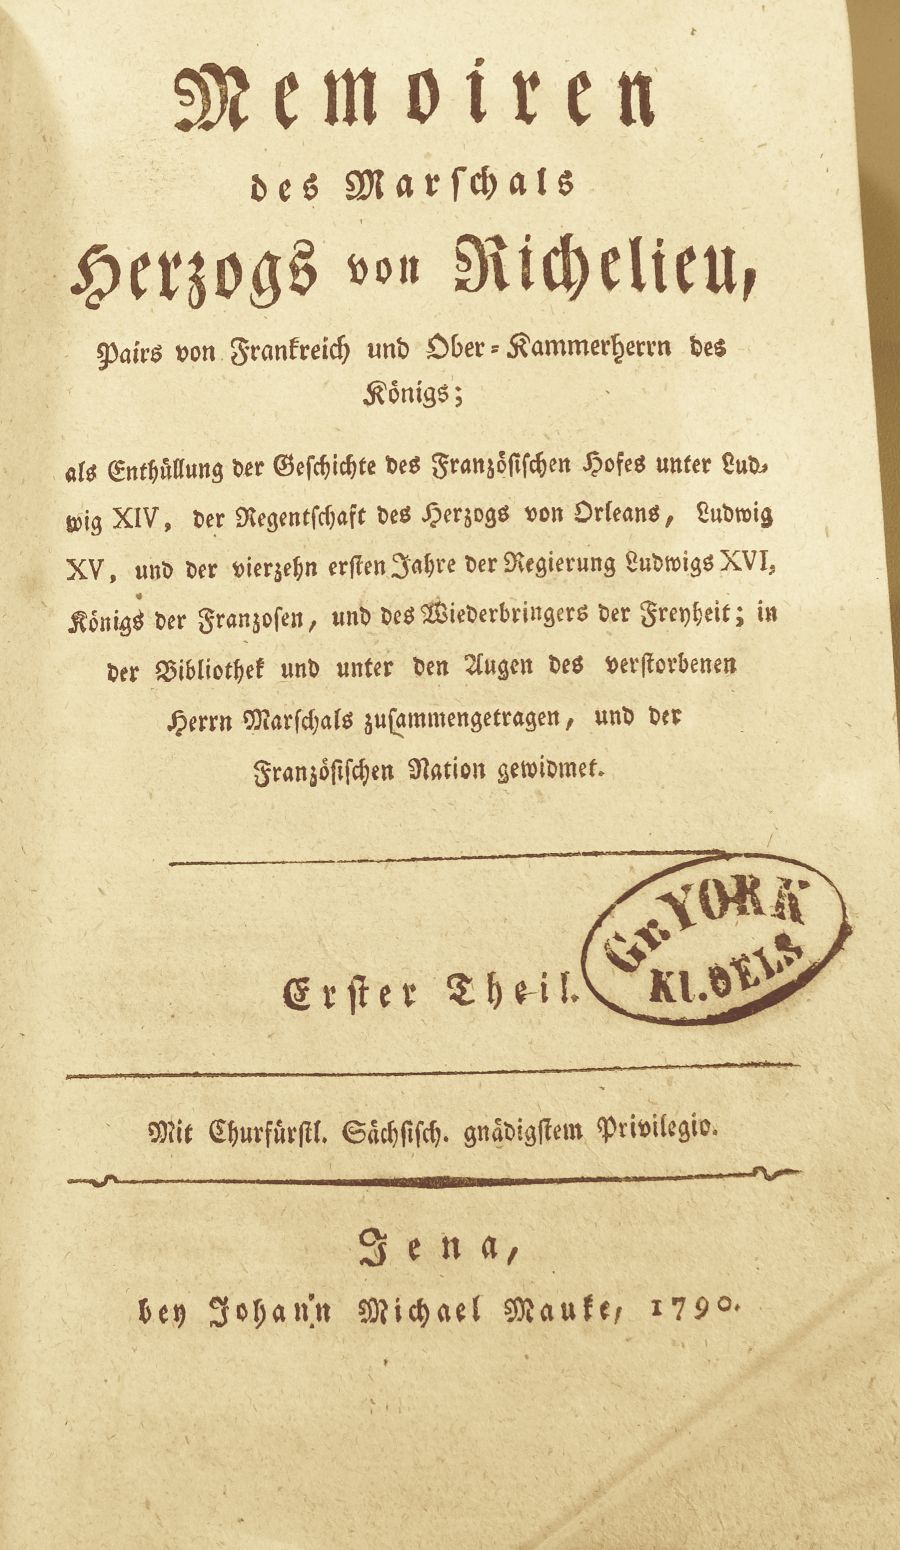 Memoiren
des Marschals
Herzogs von Richelieu,
Pairs von Frankreich und Ober-Kammerherrn des
Königs;
als Enthüllung der Geschichte des Französischen Hofes unter Lud-
wig XIV, der Regentschaft des Herzogs von Orleans, Ludwig
XV, und der vierzehn ersten Jahre der Regierung Ludwigs XVI,
Königs der Franzosen, und des Wiederbringers der Freyheit; in
der Bibliothek und unter den Augen des verstorbenen
Herrn Marschals zusammengetragen, und der
Französischen Nation gewidmet.
Gr. YORK
Kl. OELS
Erster Theil.
Mit Churfürstl. Sächsisch. gnädigstem Privilegio.
Jena,
bey Johann Michael Mauke, 1790.